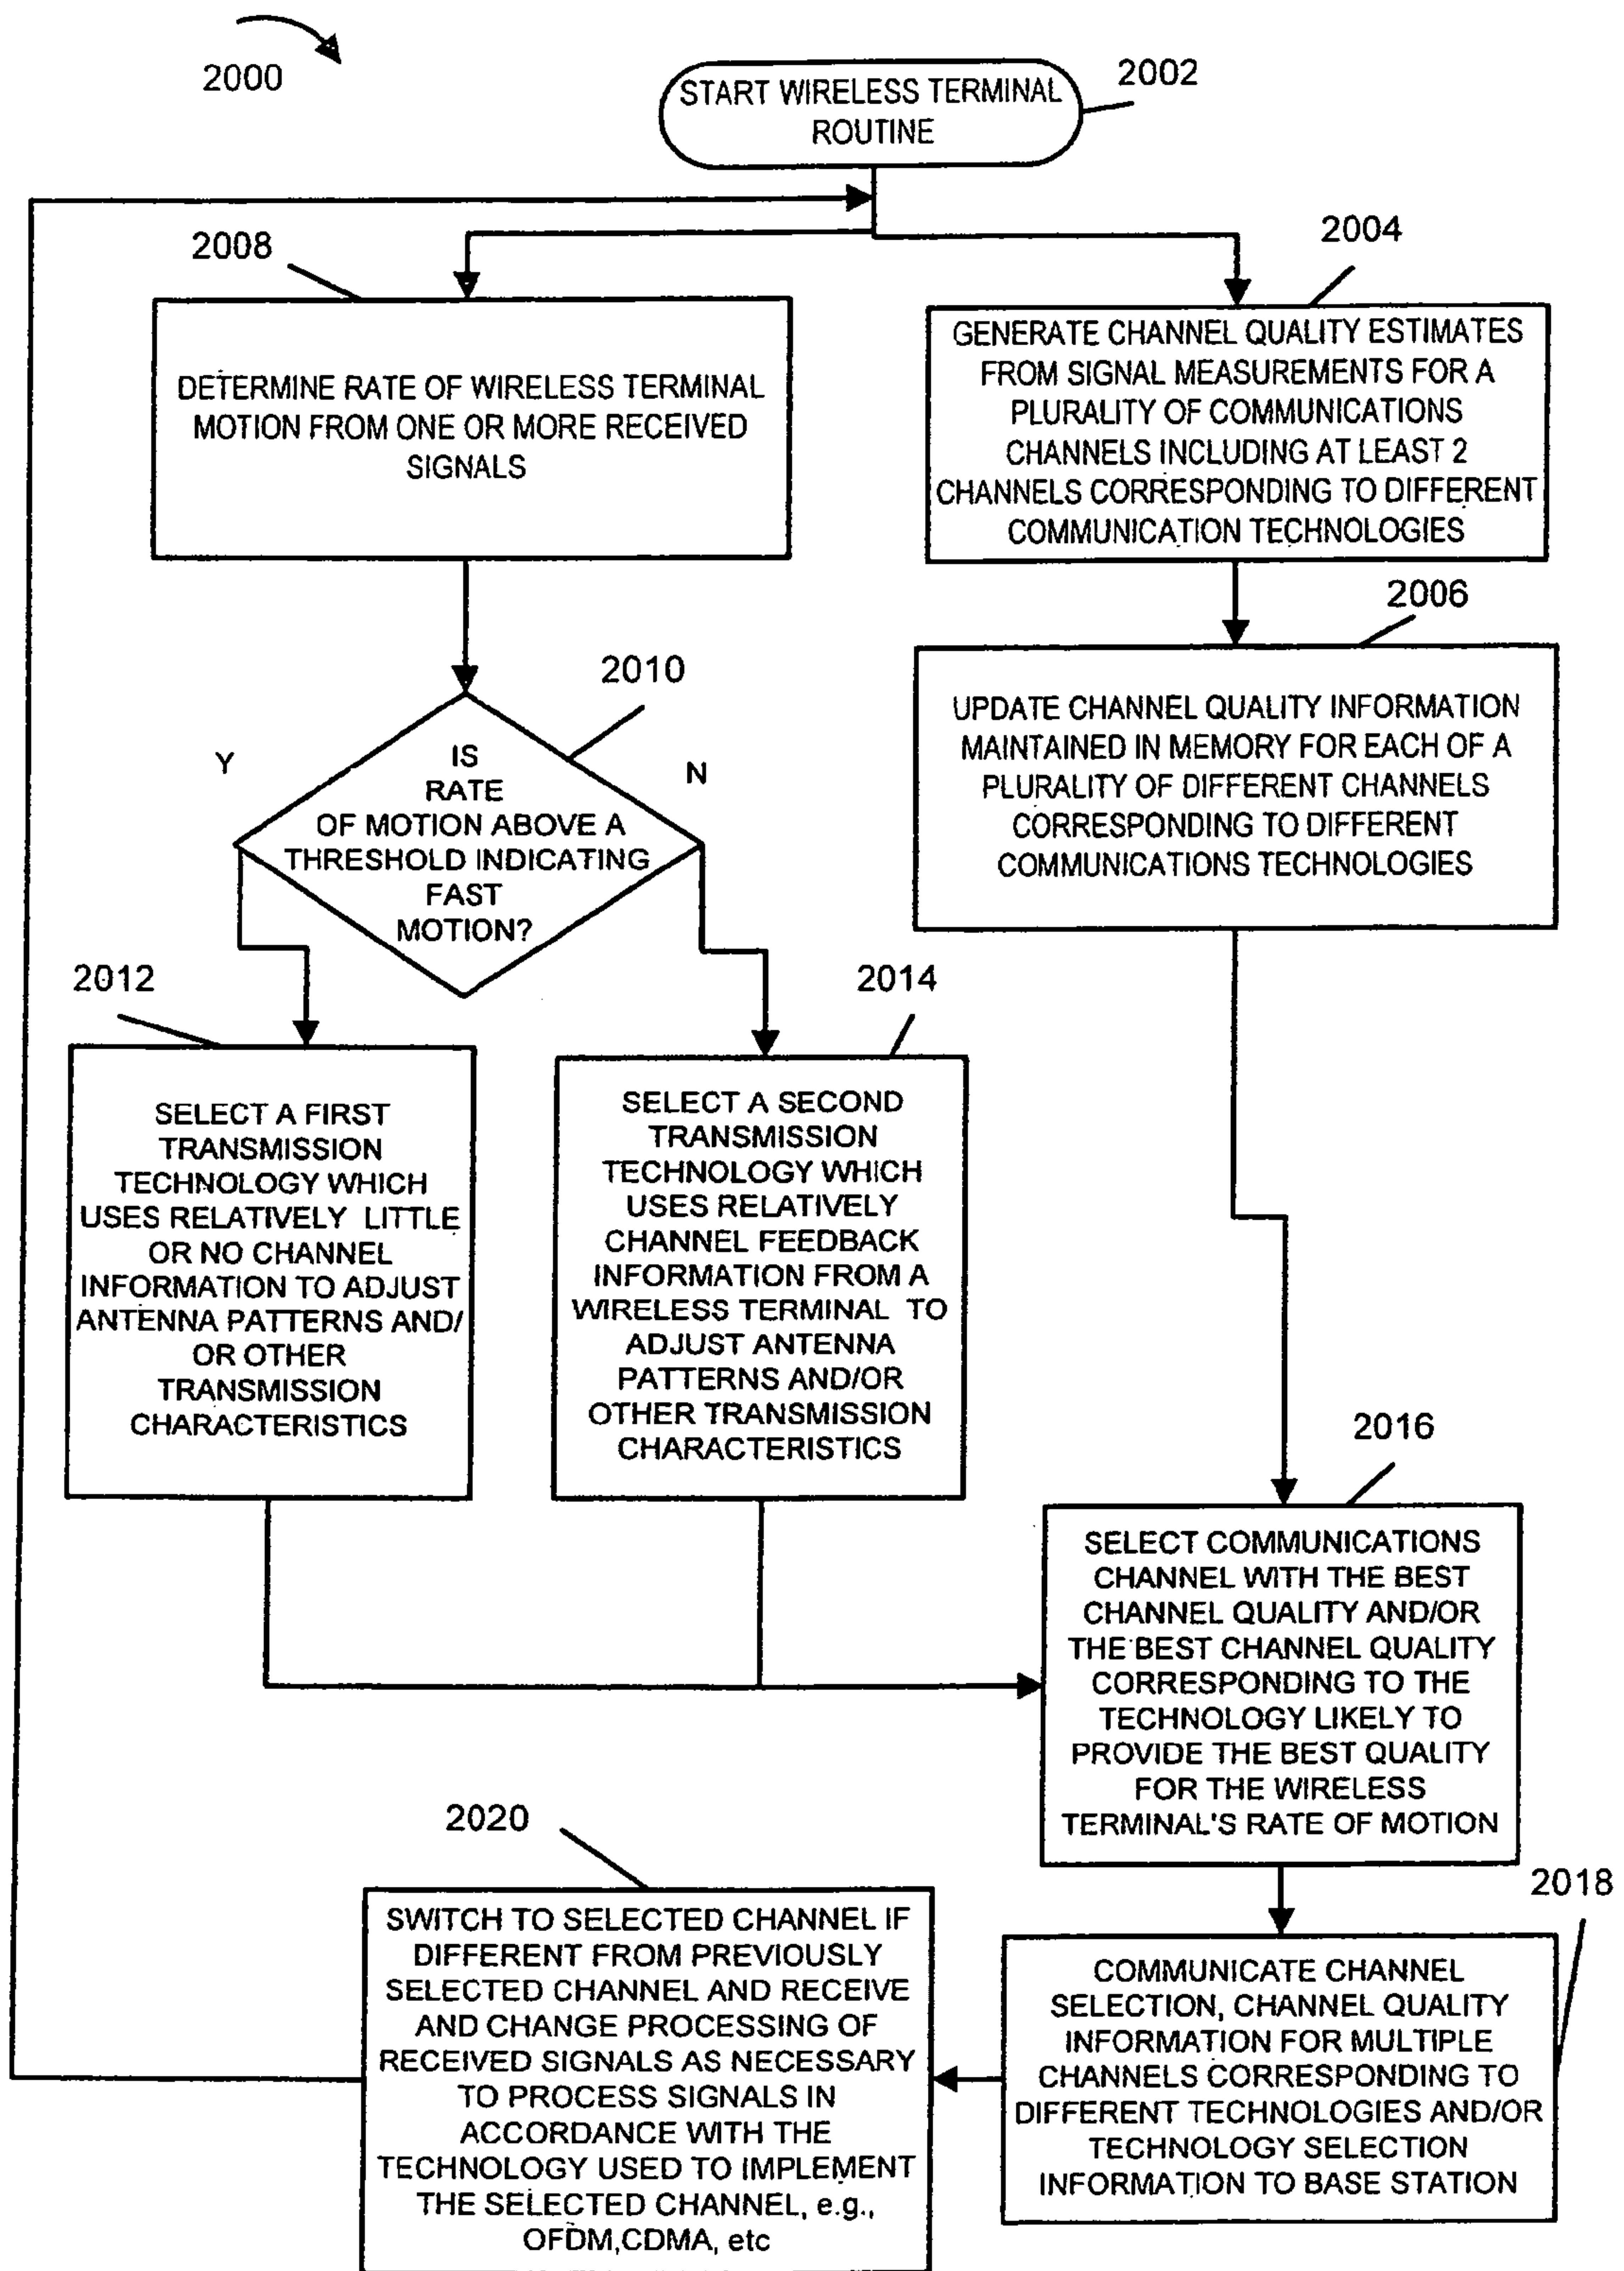 2000
START WIRELESS TERMINAL
ROUTINE
2002
2008
DETERMINE RATE OF WIRELESS TERMINAL
MOTION FROM ONE OR MORE RECEIVED
SIGNALS
2004
GENERATE CHANNEL QUALITY ESTIMATES
FROM SIGNAL MEASUREMENTS FOR A
PLURALITY OF COMMUNICATIONS
CHANNELS INCLUDING AT LEAST 2
CHANNELS CORRESPONDING TO DIFFERENT
COMMUNICATION TECHNOLOGIES
2006
UPDATE CHANNEL QUALITY INFORMATION
MAINTAINED IN MEMORY FOR EACH OF A
PLURALITY OF DIFFERENT CHANNELS
CORRESPONDING TO DIFFERENT
COMMUNICATIONS TECHNOLOGIES
2010
Y
N
IS
RATE
OF MOTION ABOVE A
THRESHOLD INDICATING
FAST
MOTION?
2012
SELECT A FIRST
TRANSMISSION
TECHNOLOGY WHICH
USES RELATIVELY LITTLE
OR NO CHANNEL
INFORMATION TO ADJUST
ANTENNA PATTERNS AND/
OR OTHER
TRANSMISSION
CHARACTERISTICS
2014
SELECT A SECOND
TRANSMISSION
TECHNOLOGY WHICH
USES RELATIVELY
CHANNEL FEEDBACK
INFORMATION FROM A
WIRELESS TERMINAL TO
ADJUST ANTENNA
PATTERNS AND/OR
OTHER TRANSMISSION
CHARACTERISTICS
2016
SELECT COMMUNICATIONS
CHANNEL WITH THE BEST
CHANNEL QUALITY AND/OR
THE BEST CHANNEL QUALITY
CORRESPONDING TO THE
TECHNOLOGY LIKELY TO
PROVIDE THE BEST QUALITY
FOR THE WIRELESS
TERMINAL'S RATE OF MOTION
2018
COMMUNICATE CHANNEL
SELECTION, CHANNEL QUALITY
INFORMATION FOR MULTIPLE
CHANNELS CORRESPONDING TO
DIFFERENT TECHNOLOGIES AND/OR
TECHNOLOGY SELECTION
INFORMATION TO BASE STATION
2020
SWITCH TO SELECTED CHANNEL IF
DIFFERENT FROM PREVIOUSLY
SELECTED CHANNEL AND RECEIVE
AND CHANGE PROCESSING OF
RECEIVED SIGNALS AS NECESSARY
TO PROCESS SIGNALS IN
ACCORDANCE WITH THE
TECHNOLOGY USED TO IMPLEMENT
THE SELECTED CHANNEL, e.g.,
OFDM,CDMA, etc